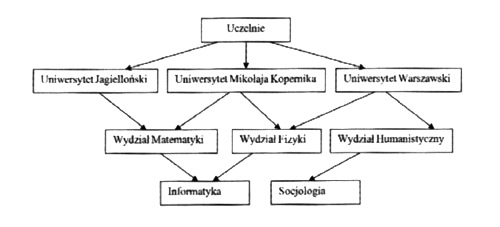 Uczelnie
Uniwersytet Jagielloński
Uniwersytet Mikołaja Kopernika
Uniwersytet Warszawski
Wydział Matematyki
Wydział Fizyki
Wydział Humanistyczny
Informatyka
Socjologia